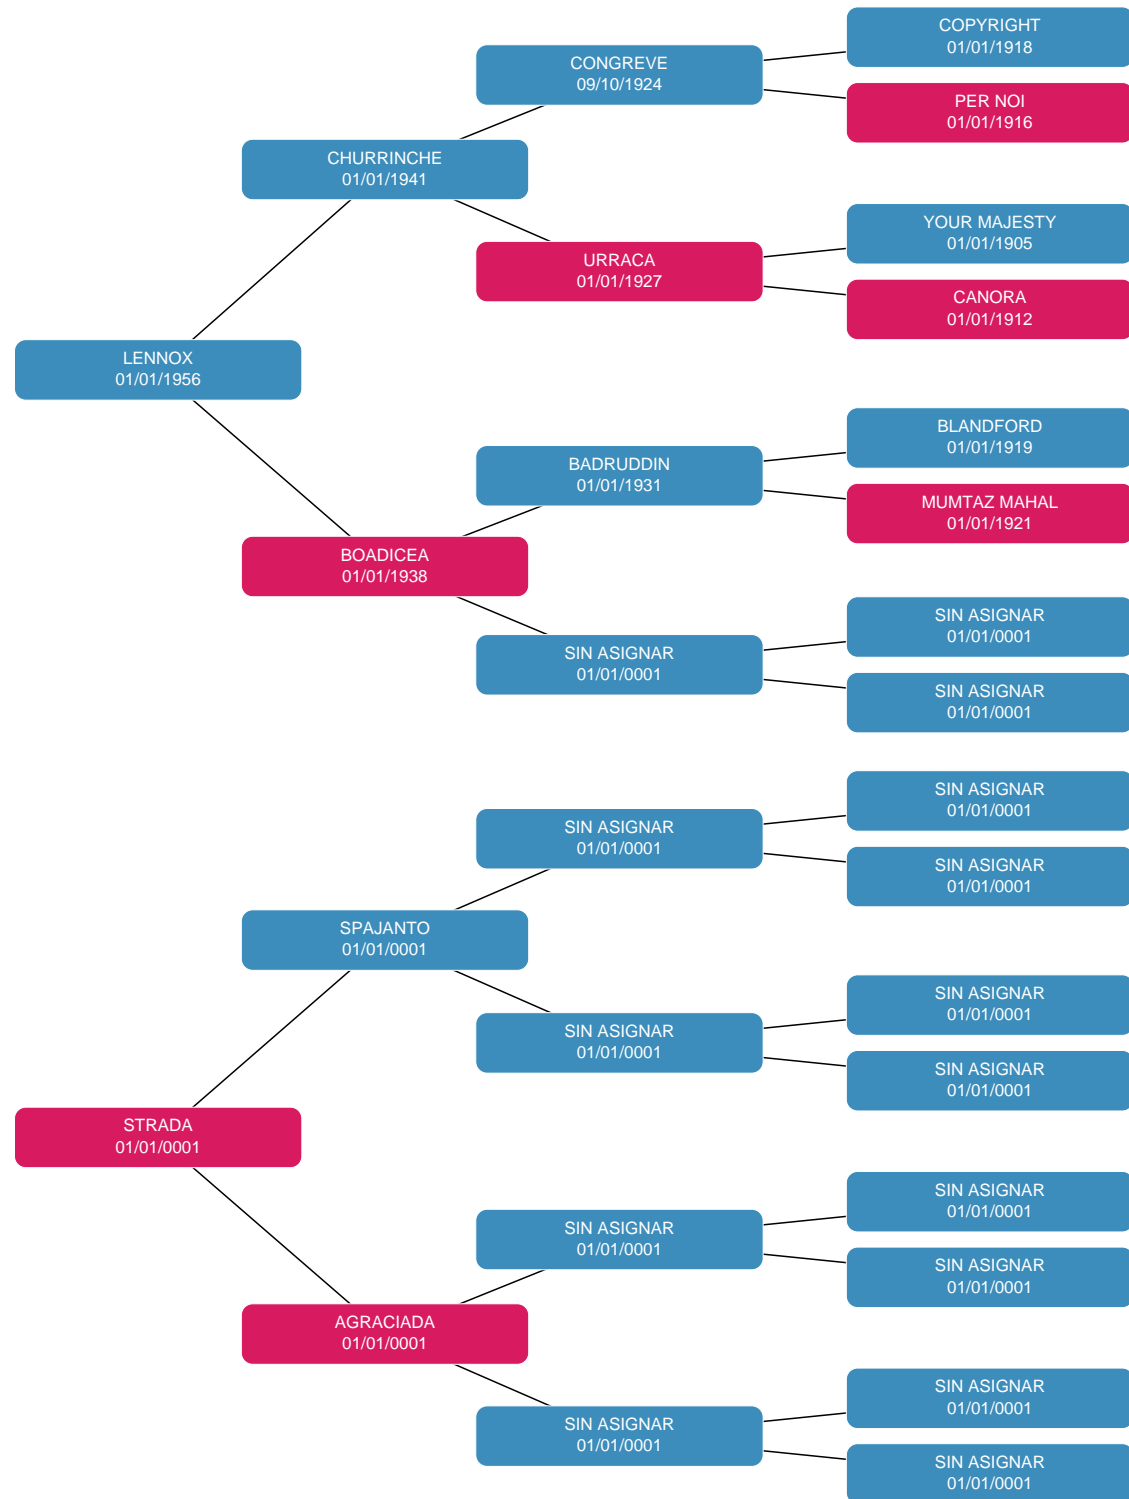 COPYRIGHT
01/01/1918
CONGREVE
09/10/1924
PER NOI
01/01/1916
CHURRINCHE
01/01/1941
YOUR MAJESTY
01/01/1905
URRACA
01/01/1927
CANORA
01/01/1912
LENNOX
01/01/1956
BLANDFORD
01/01/1919
BADRUDDIN
01/01/1931
MUMTAZ MAHAL
01/01/1921
BOADICEA
01/01/1938
SIN ASIGNAR
01/01/0001
SIN ASIGNAR
01/01/0001
SIN ASIGNAR
01/01/0001
SIN ASIGNAR
01/01/0001
SIN ASIGNAR
01/01/0001
SIN ASIGNAR
01/01/0001
SPAJANTO
01/01/0001
SIN ASIGNAR
01/01/0001
SIN ASIGNAR
01/01/0001
SIN ASIGNAR
01/01/0001
STRADA
01/01/0001
SIN ASIGNAR
01/01/0001
SIN ASIGNAR
01/01/0001
SIN ASIGNAR
01/01/0001
AGRACIADA
01/01/0001
SIN ASIGNAR
01/01/0001
SIN ASIGNAR
01/01/0001
SIN ASIGNAR
01/01/0001